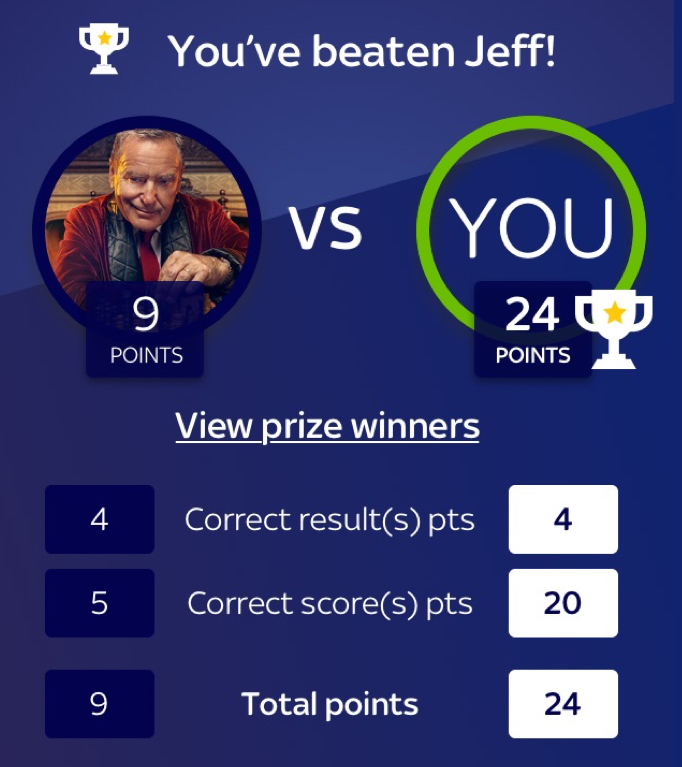 You've beaten Jeff!
VS
YOU
9
POINTS
24
POINTS
View prize winners
4 Correct result(s) pts 4
5 Correct score(s) pts 20
9 Total points 24